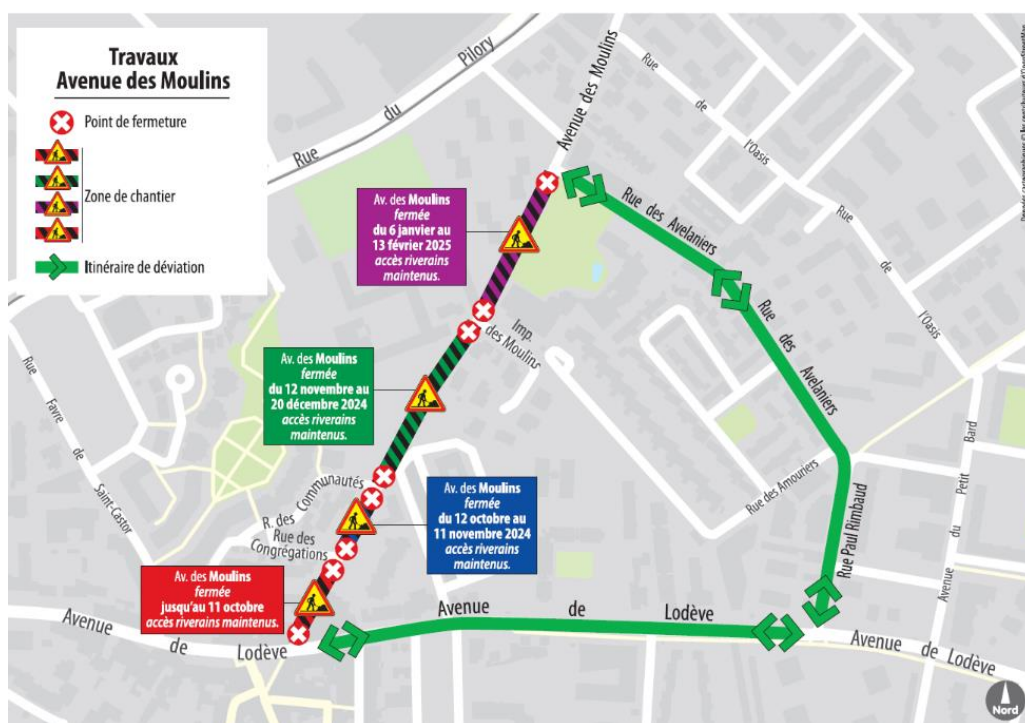 Travaux
Avenue des Moulins
Point de fermeture
Zone de chantier
Itinéraire de déviation
Rue du Pilory
Avenue des Moulins
Rue de l'Oasis
Rue de l'Oasis
Av. des Moulins
fermée
du 6 janvier au
13 février 2025
accès riverains
maintenus.
Rue des Avelaniers
Rue des Avelaniers
Imp.
des Moulins
Av. des Moulins
fermée
du 12 novembre au
20 décembre 2024
accès riverains
maintenus.
Rue Favre de Saint-Castor
R. des Communautés
Rue des
Congrégations
Av. des Moulins
fermée
du 12 octobre au
11 novembre 2024
accès riverains
maintenus.
Rue des Amouriers
Rue Paul Rimbaud
Avenue du Petit Bard
Av. des Moulins
fermée
jusqu'au 11 octobre
accès riverains maintenus.
Avenue de Lodève
Avenue de Lodève
Avenue de Lodève
Nord